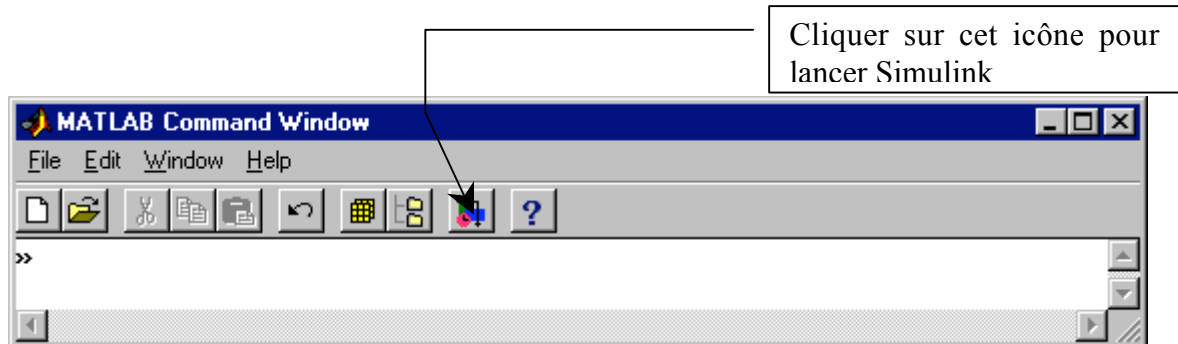 Cliquer sur cet icône pour
lancer Simulink
MATLAB Command Window
File Edit Window Help
?
»